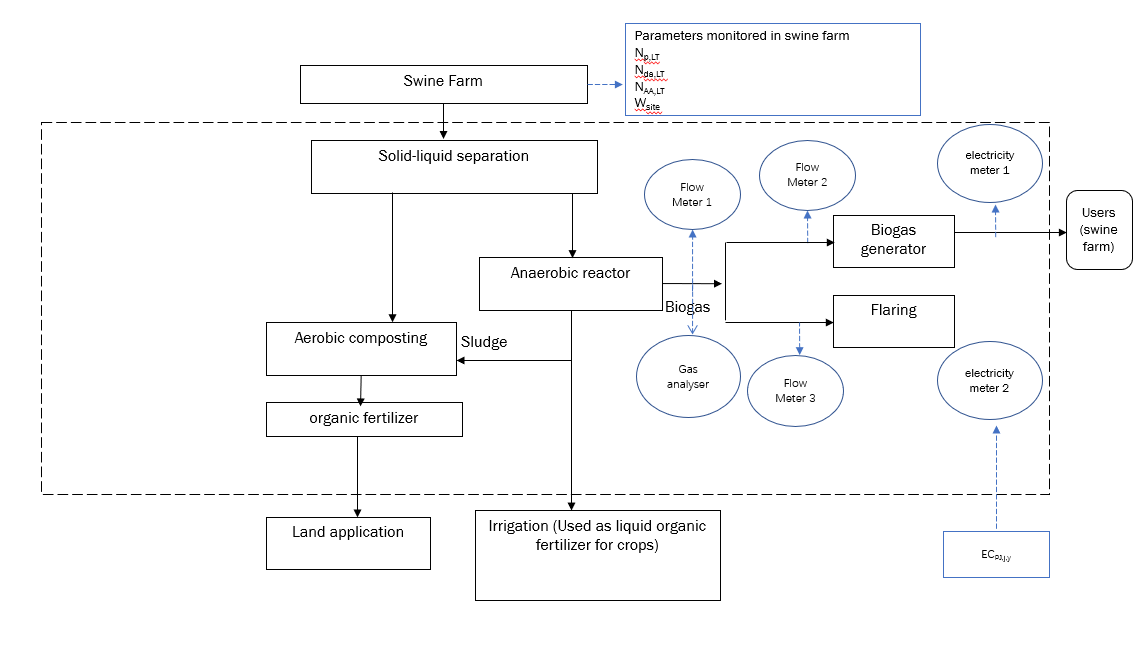 Parameters monitored in swine farm
Np,LT
Nda,LT
NAA,LT
Wsite
Swine Farm
Solid-liquid separation
Flow
Meter 1
Flow
Meter 2
electricity
meter 1
Users
(swine
farm)
Biogas
generator
Anaerobic reactor
Biogas
Flaring
Aerobic composting
Sludge
Gas
analyser
Flow
Meter 3
electricity
meter 2
organic fertilizer
Land application
Irrigation (Used as liquid organic
fertilizer for crops)
ECPJ,j,y